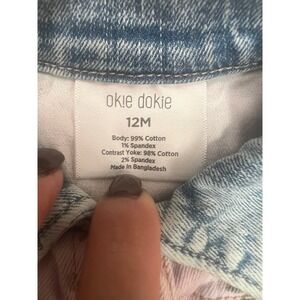 okie dokie
12M
Body: 99% Cotton
1% Spandex
Contrast Yoke: 98% Cotton
2% Spandex
Made in Bangladesh